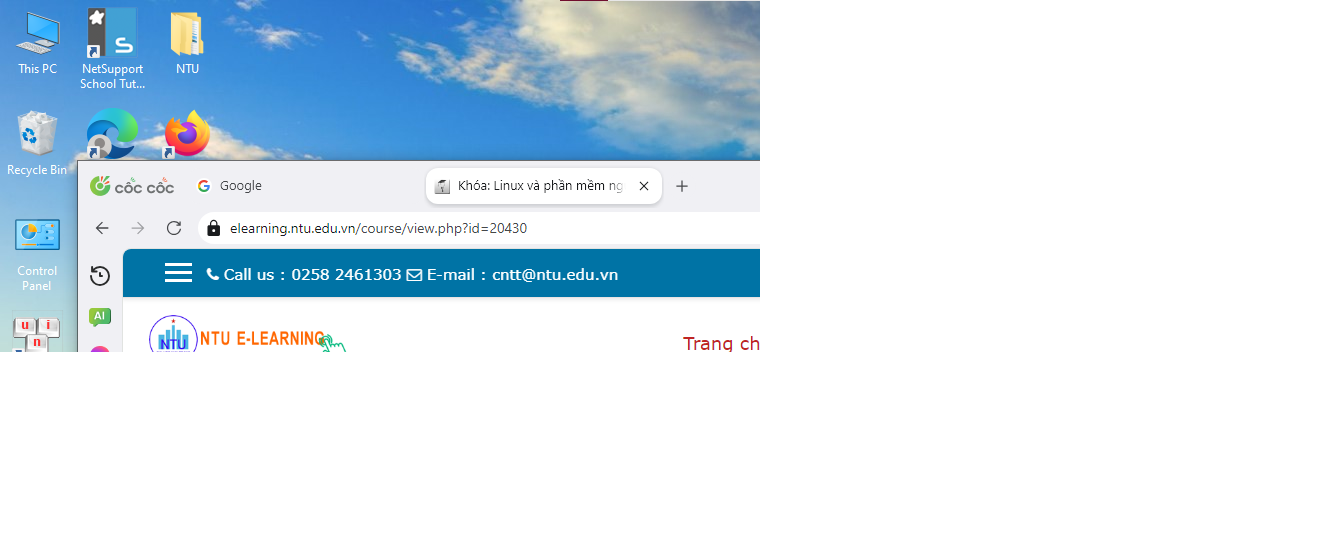 This PC
NetSupport
School Tut...
NTU
Recycle Bin
cốc cốc
Google
Khóa: Linux và phần mềm ng
elearning.ntu.edu.vn/course/view.php?id=20430
Control
Panel
Call us : 0258 2461303 E-mail : cntt@ntu.edu.vn
AI
u i
n
NTU
NTU E-LEARNING
Trang ch